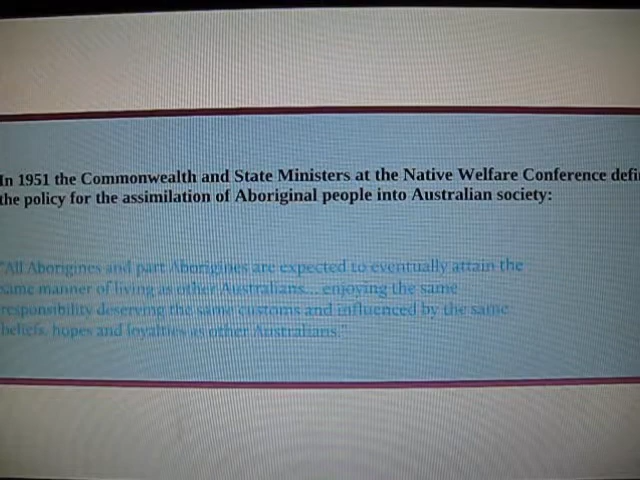 In 1951 the Commonwealth and State Ministers at the Native Welfare Conference defi
the policy for the assimilation of Aboriginal people into Australian society:
"All Aborigines and part Aborigines are expected to eventually attain the
same manner of living as other Australians... enjoying the same
responsibility deserving the same customs and influenced by the same
beliefs, hopes and loyalties as other Australians."